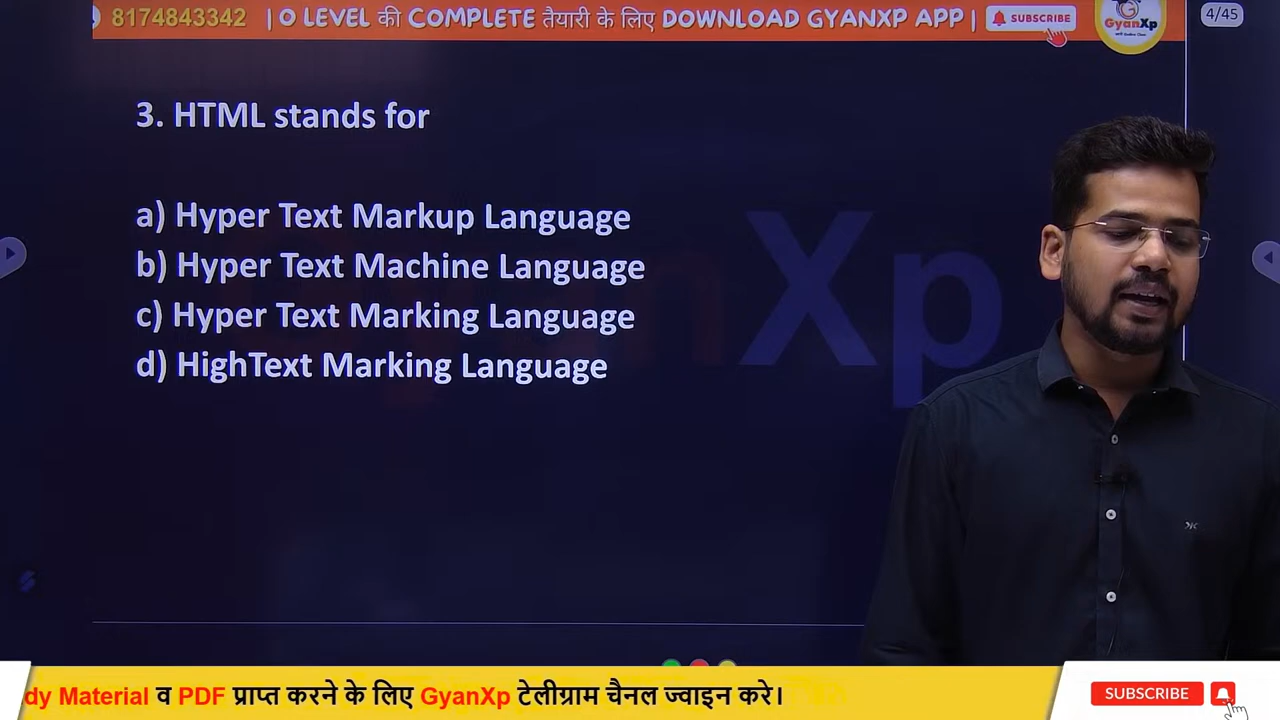 8174843342 | O LEVEL की COMPLETE तैयारी के लिए DOWNLOAD GYANXP APP |
SUBSCRIBE
GyanXp
4/45
3. HTML stands for
a) Hyper Text Markup Language
b) Hyper Text Machine Language
c) Hyper Text Marking Language
d) HighText Marking Language
Xp
dy Material व PDF प्राप्त करने के लिए GyanXp टेलीग्राम चैनल ज्वाइन करे।
SUBSCRIBE